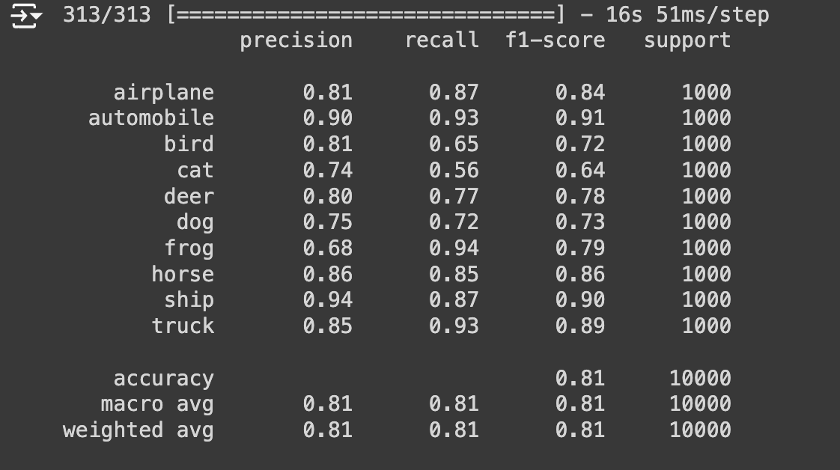 313/313 [==============================] - 16s 51ms/step
precision recall f1-score support
airplane 0.81 0.87 0.84 1000
automobile 0.90 0.93 0.91 1000
bird 0.81 0.65 0.72 1000
cat 0.74 0.56 0.64 1000
deer 0.80 0.77 0.78 1000
dog 0.75 0.72 0.73 1000
frog 0.68 0.94 0.79 1000
horse 0.86 0.85 0.86 1000
ship 0.94 0.87 0.90 1000
truck 0.85 0.93 0.89 1000
accuracy 0.81 10000
macro avg 0.81 0.81 0.81 10000
weighted avg 0.81 0.81 0.81 10000